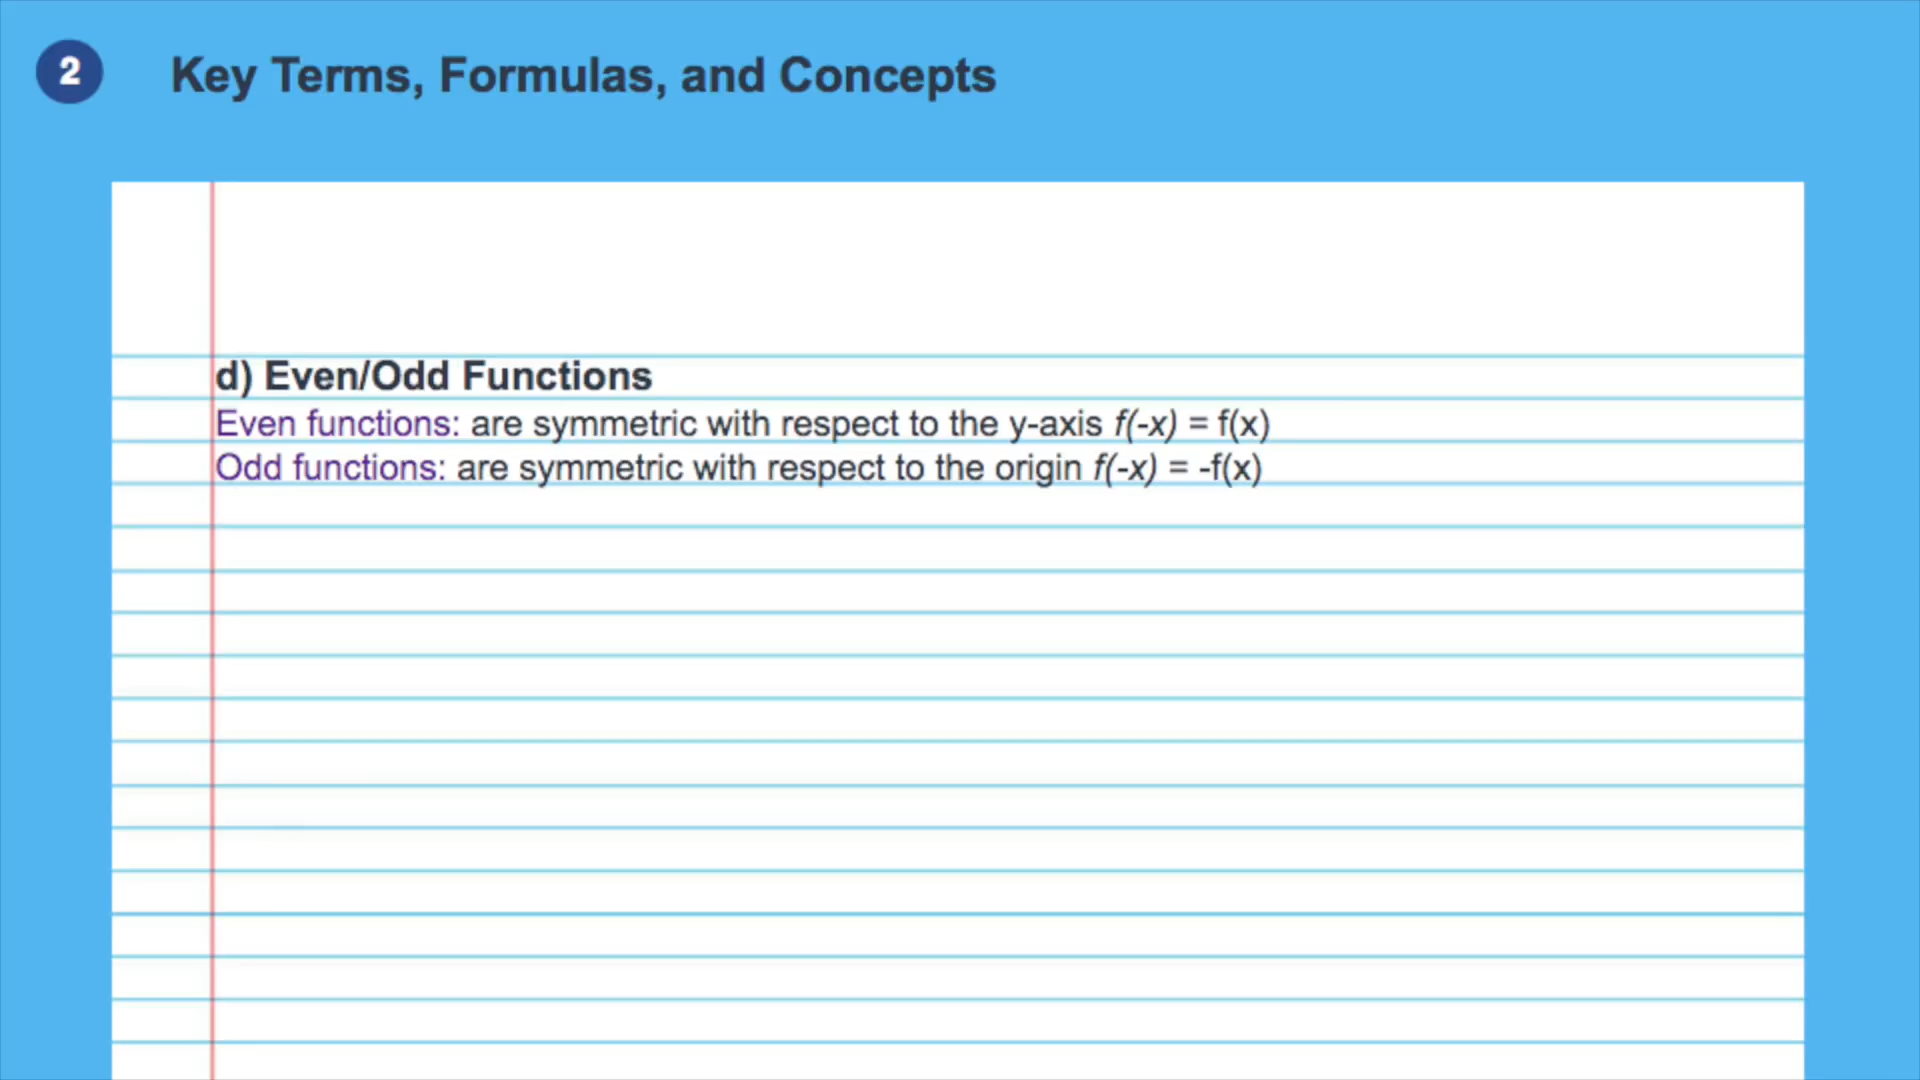 2
Key Terms, Formulas, and Concepts
d) Even/Odd Functions
Even functions: are symmetric with respect to the y-axis f(-x) = f(x)
Odd functions: are symmetric with respect to the origin f(-x) = -f(x)